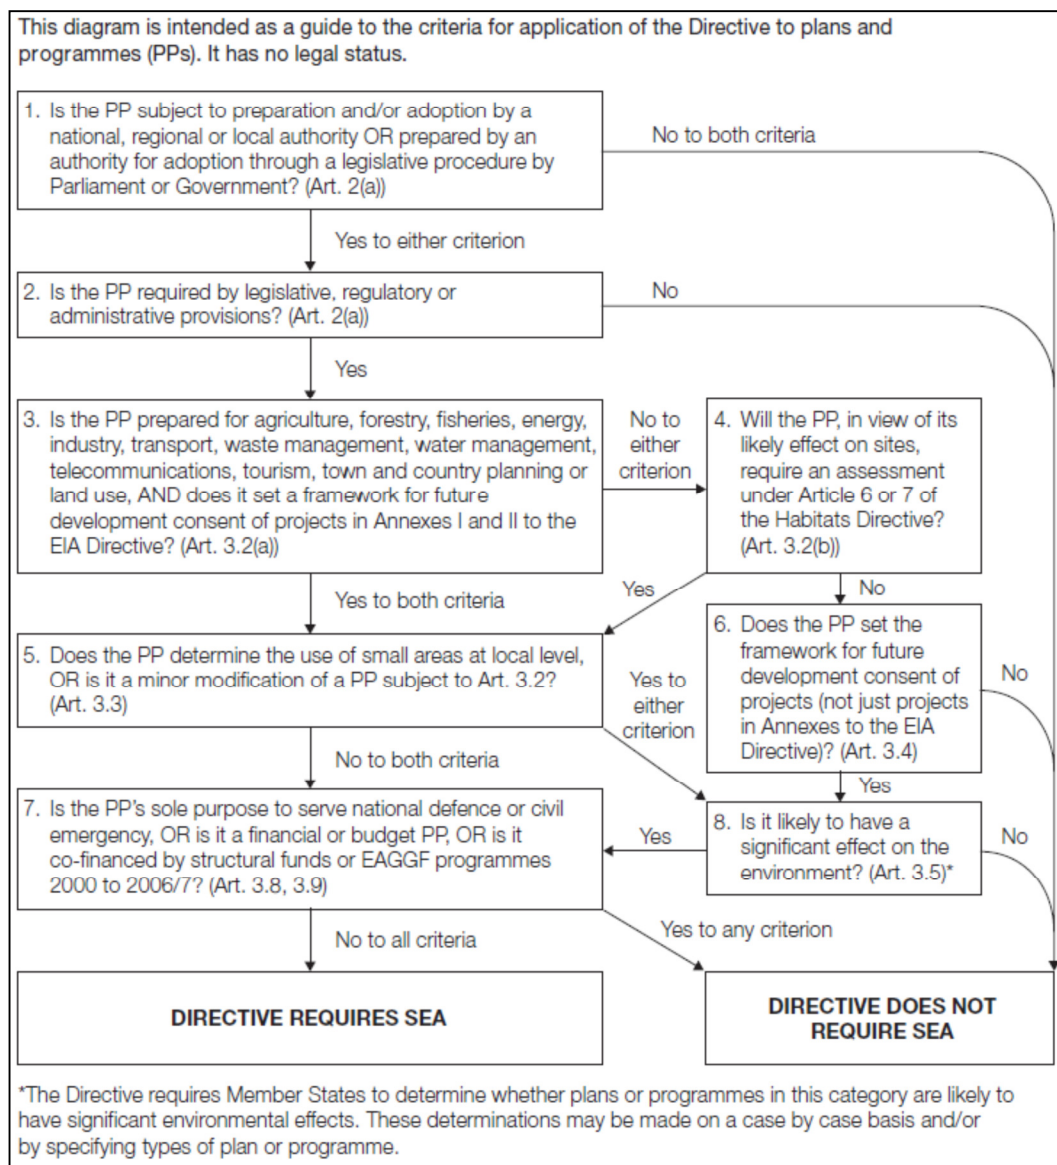 This diagram is intended as a guide to the criteria for application of the Directive to plans and
programmes (PPs). It has no legal status.
1. Is the PP subject to preparation and/or adoption by a
national, regional or local authority OR prepared by an
authority for adoption through a legislative procedure by
Parliament or Government? (Art. 2(a))
No to both criteria
Yes to either criterion
2. Is the PP required by legislative, regulatory or
administrative provisions? (Art. 2(a))
No
Yes
3. Is the PP prepared for agriculture, forestry, fisheries, energy,
industry, transport, waste management, water management,
telecommunications, tourism, town and country planning or
land use, AND does it set a framework for future
development consent of projects in Annexes I and II to the
EIA Directive? (Art. 3.2(a))
No to
either
criterion
4. Will the PP, in view of its
likely effect on sites,
require an assessment
under Article 6 or 7 of
the Habitats Directive?
(Art. 3.2(b))
Yes to both criteria
Yes
No
5. Does the PP determine the use of small areas at local level,
OR is it a minor modification of a PP subject to Art. 3.2?
(Art. 3.3)
Yes to
either
criterion
6. Does the PP set the
framework for future
development consent of
projects (not just projects
in Annexes to the EIA
Directive)? (Art. 3.4)
No
No to both criteria
Yes
7. Is the PP's sole purpose to serve national defence or civil
emergency, OR is it a financial or budget PP, OR is it
co-financed by structural funds or EAGGF programmes
2000 to 2006/7? (Art. 3.8, 3.9)
Yes
8. Is it likely to have a
significant effect on the
environment? (Art. 3.5)*
No
No to all criteria
Yes to any criterion
DIRECTIVE REQUIRES SEA
DIRECTIVE DOES NOT
REQUIRE SEA
*The Directive requires Member States to determine whether plans or programmes in this category are likely to
have significant environmental effects. These determinations may be made on a case by case basis and/or
by specifying types of plan or programme.